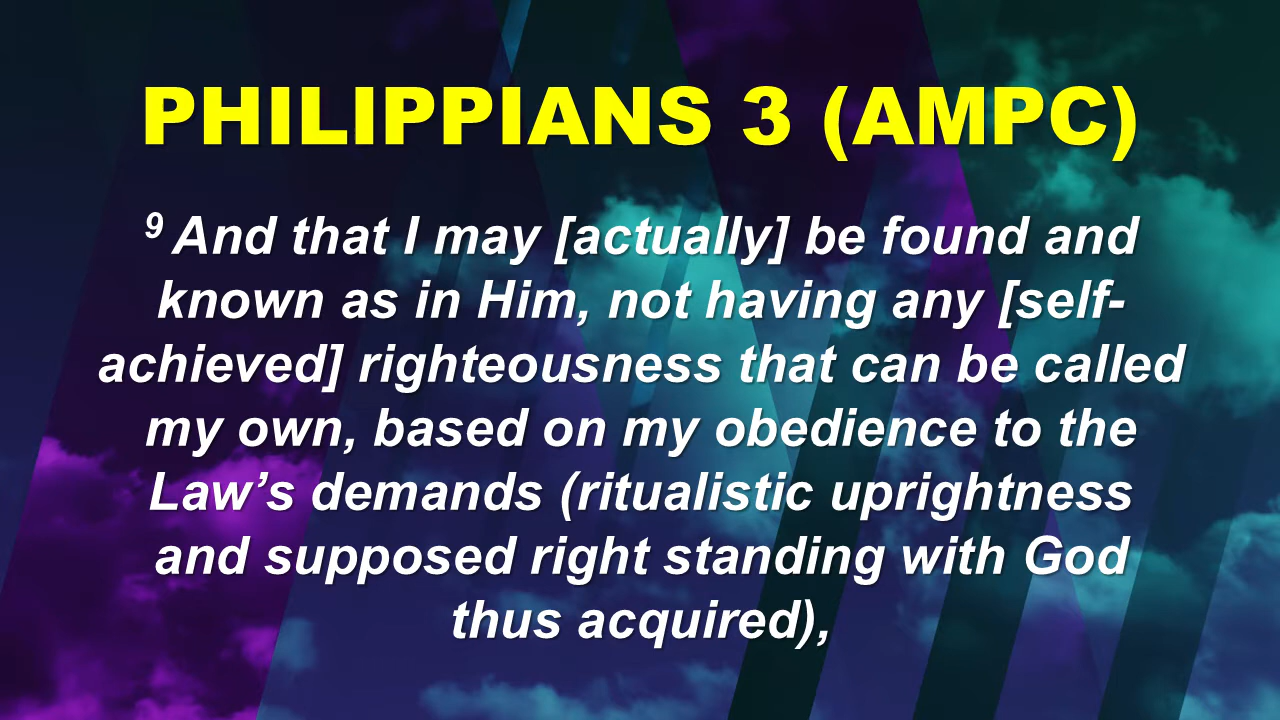 PHILIPPIANS 3 (AMPC)
9 And that I may [actually] be found and
known as in Him, not having any [self-
achieved] righteousness that can be called
my own, based on my obedience to the
Law’s demands (ritualistic uprightness
and supposed right standing with God
thus acquired),